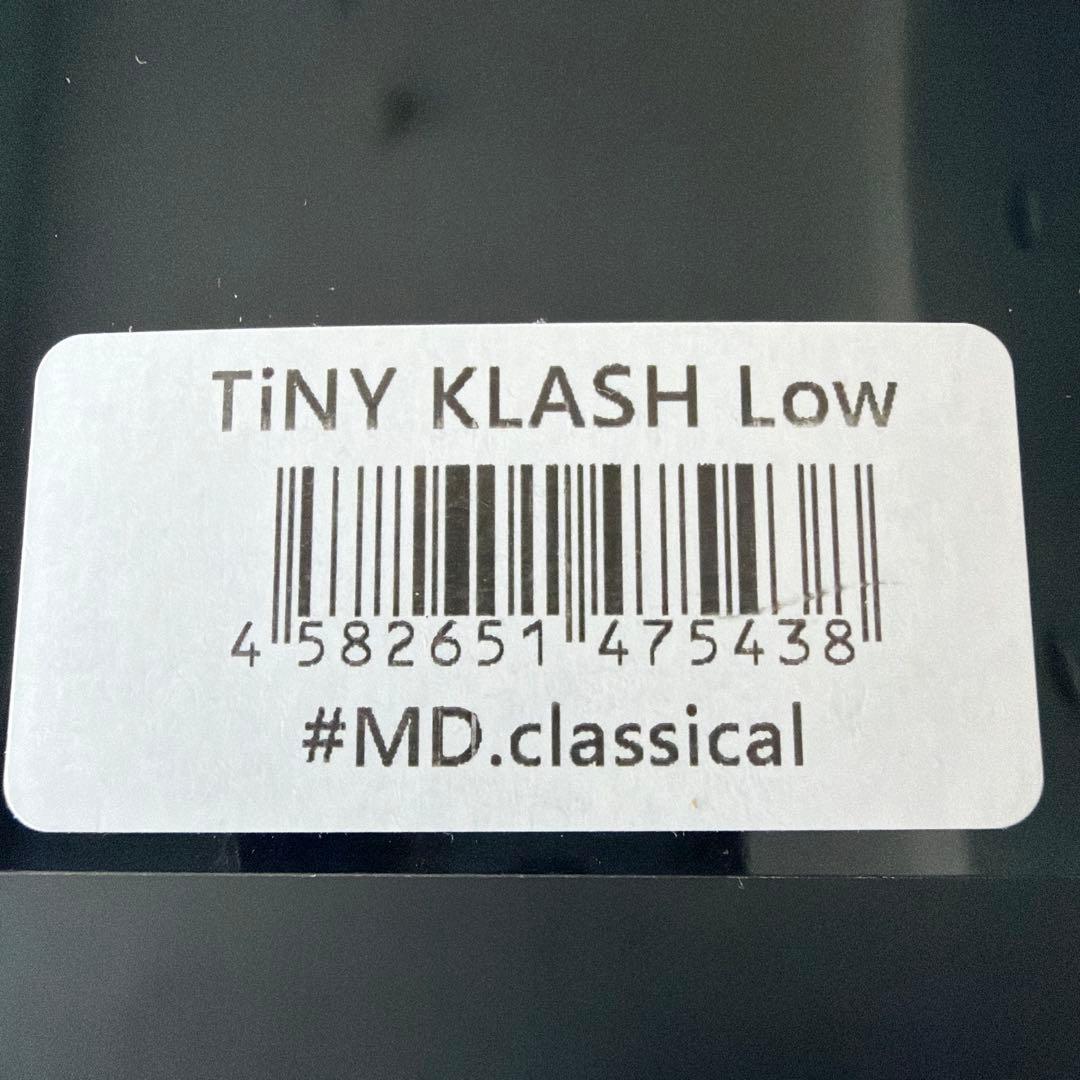 TiNY KLASH Low
4 582651 475438
#MD.classical